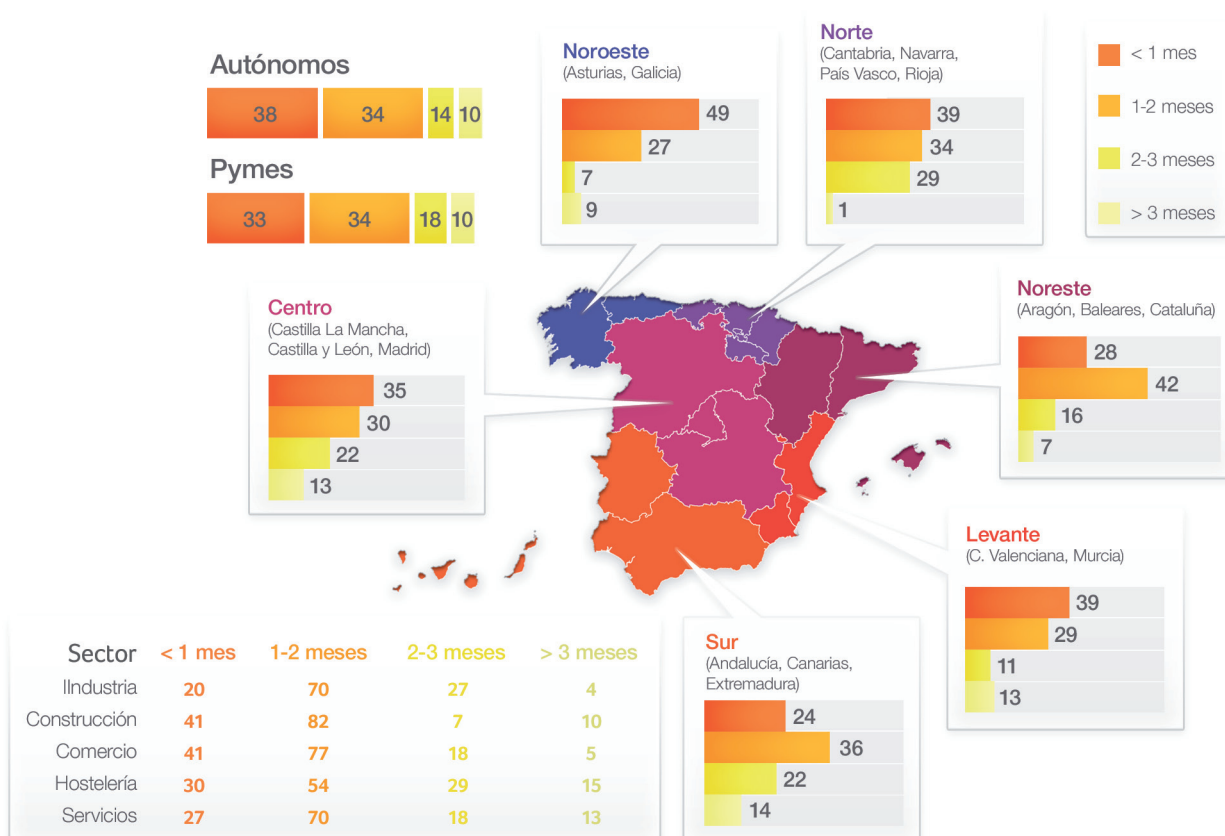 Autónomos
38 34 14 10
Pymes
33 34 18 10
Noroeste
(Asturias, Galicia)
49
27
7
9
Norte
(Cantabria, Navarra,
País Vasco, Rioja)
39
34
29
1
< 1 mes
1-2 meses
2-3 meses
> 3 meses
Centro
(Castilla La Mancha,
Castilla y León, Madrid)
35
30
22
13
Noreste
(Aragón, Baleares, Cataluña)
28
42
16
7
Levante
(C. Valenciana, Murcia)
39
29
11
13
Sur
(Andalucía, Canarias,
Extremadura)
24
36
22
14
Sector < 1 mes 1-2 meses 2-3 meses > 3 meses
IIndustria 20 70 27 4
Construcción 41 82 7 10
Comercio 41 77 18 5
Hostelería 30 54 29 15
Servicios 27 70 18 13